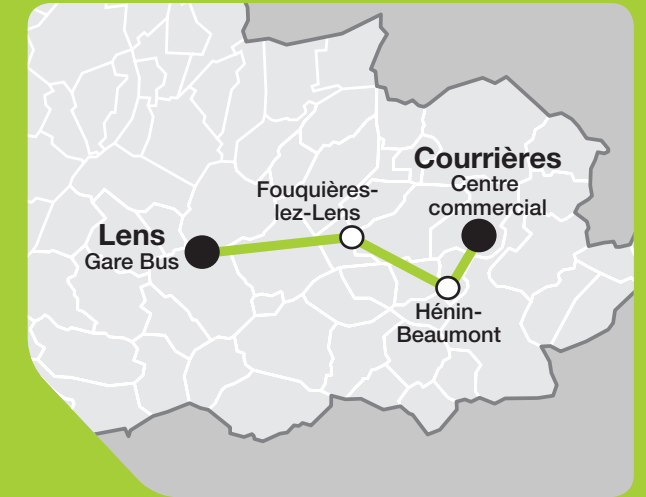 Courrières
Centre
commercial
Fouquières-
lez-Lens
Lens
Gare Bus
Hénin-
Beaumont